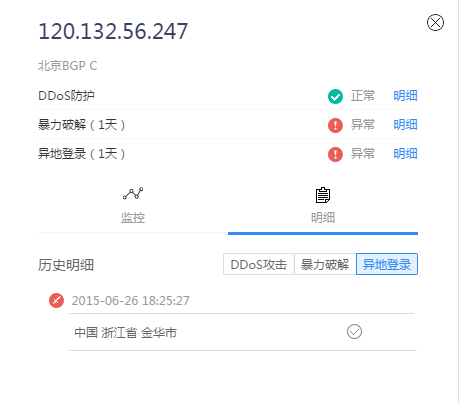 120.132.56.247
北京BGP C
DDoS防护 正常 明细
暴力破解（1天） 异常 明细
异地登录（1天） 异常 明细
监控 明细
历史明细 DDoS攻击 暴力破解 异地登录
2015-06-26 18:25:27
中国 浙江省 金华市